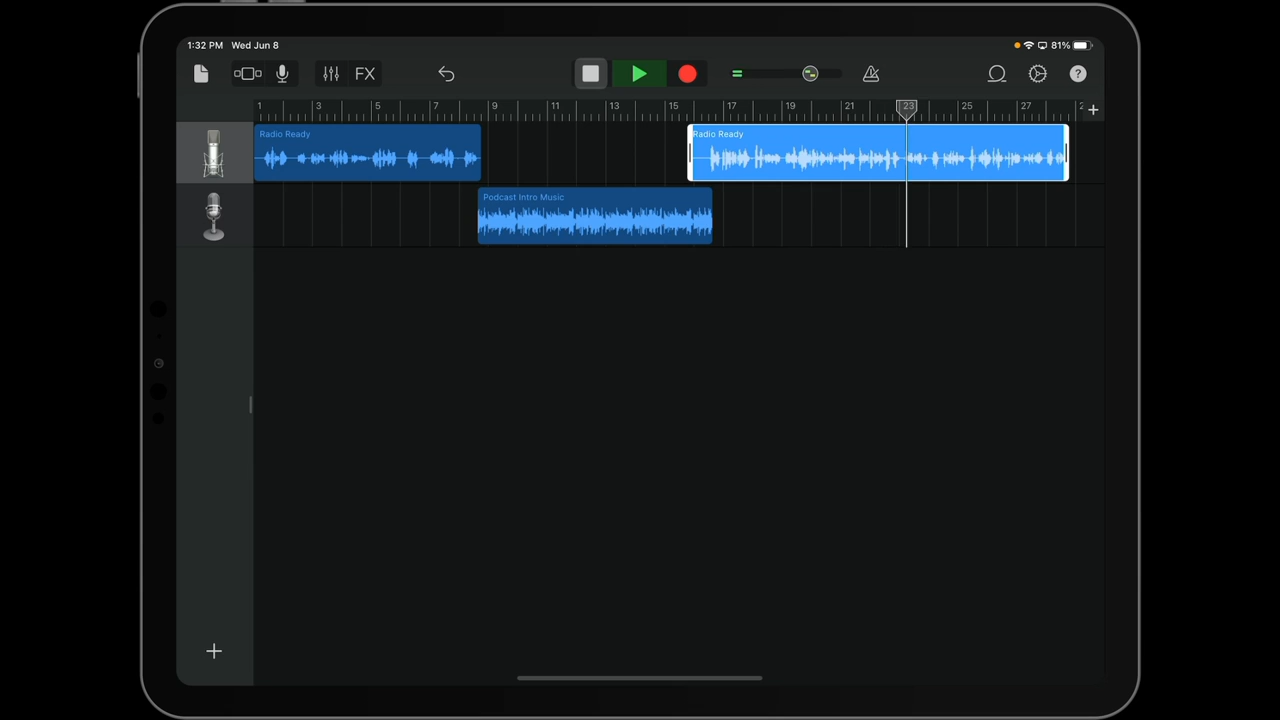 1:32 PM Wed Jun 8 81%
FX ?
1 3 5 7 9 11 13 15 17 19 21 23 25 27 +
Radio Ready Radio Ready
Podcast Intro Music
+